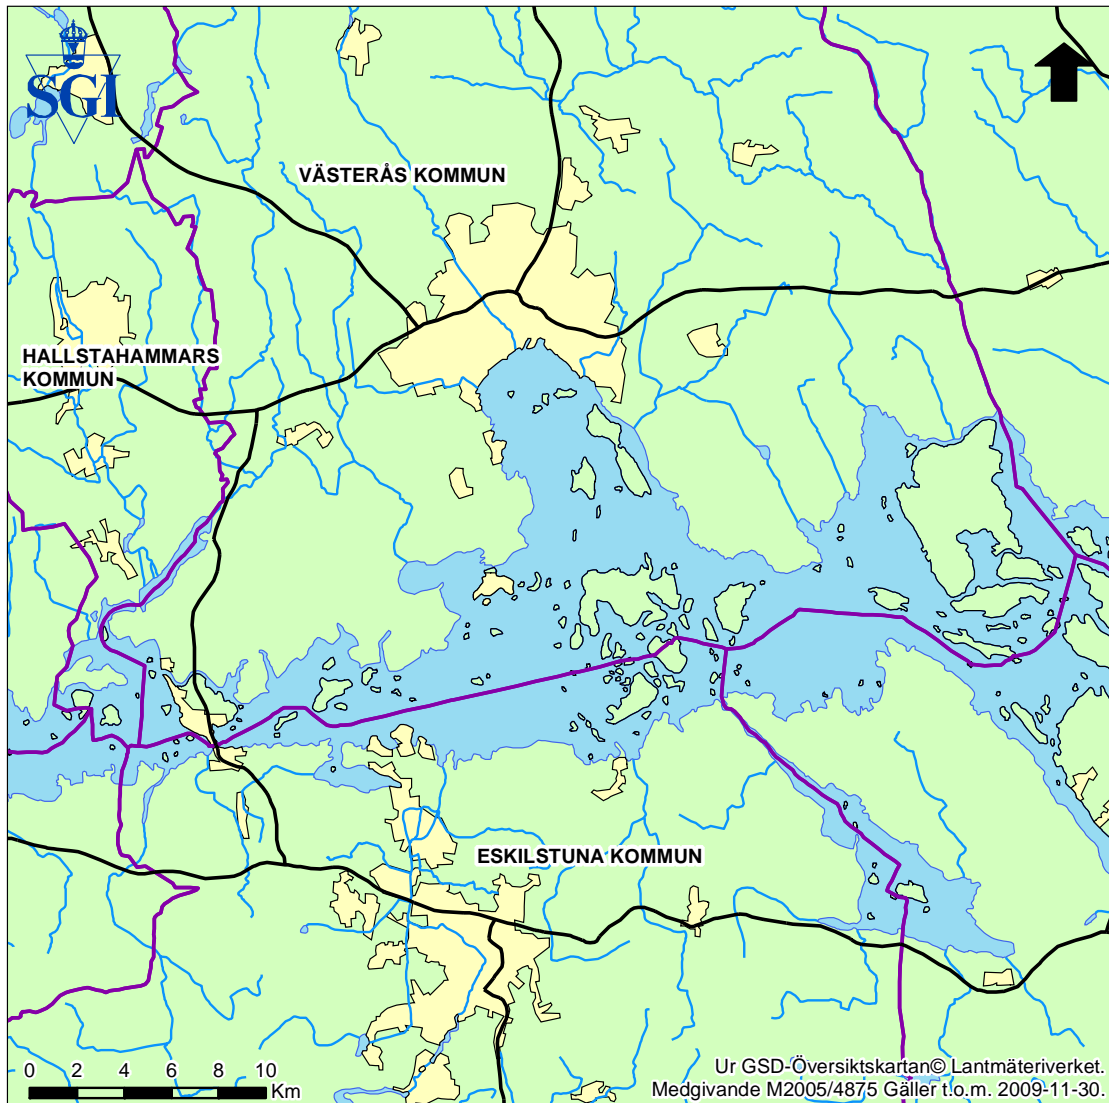 SGI
VÄSTERÅS KOMMUN
HALLSTAHAMMARS
KOMMUN
ESKILSTUNA KOMMUN
0 2 4 6 8 10
Km
Ur GSD-Översiktskartan© Lantmäteriverket.
Medgivande M2005/4875 Gäller t.o.m. 2009-11-30.